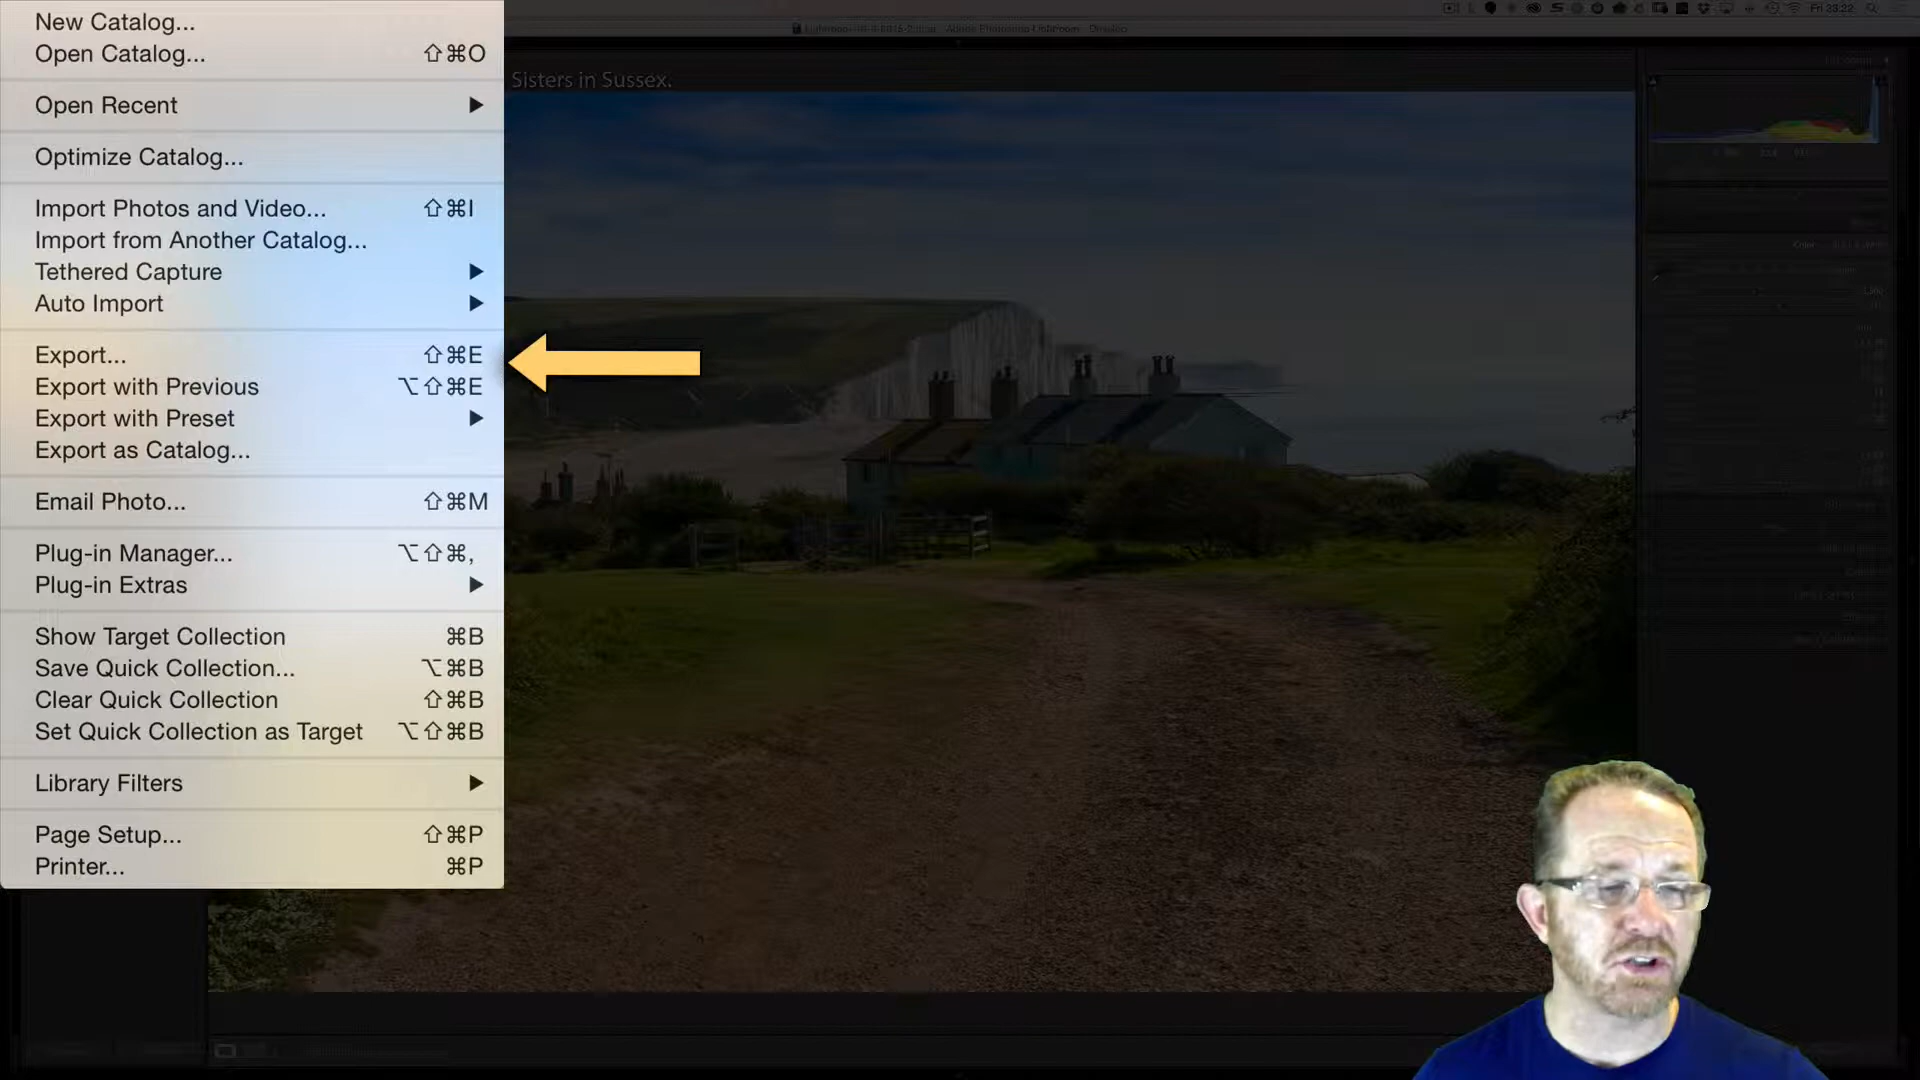 New Catalog...
Open Catalog... ⇧⌘O
Sisters in Sussex.
Open Recent ▶
Optimize Catalog...
Import Photos and Video... ⇧⌘I
Import from Another Catalog...
Tethered Capture ▶
Auto Import ▶
Export... ⇧⌘E
Export with Previous ⌥⇧⌘E
Export with Preset ▶
Export as Catalog...
Email Photo... ⇧⌘M
Plug-in Manager... ⌥⇧⌘,
Plug-in Extras ▶
Show Target Collection ⌘B
Save Quick Collection... ⌥⌘B
Clear Quick Collection ⇧⌘B
Set Quick Collection as Target ⌥⇧⌘B
Library Filters ▶
Page Setup... ⇧⌘P
Printer... ⌘P